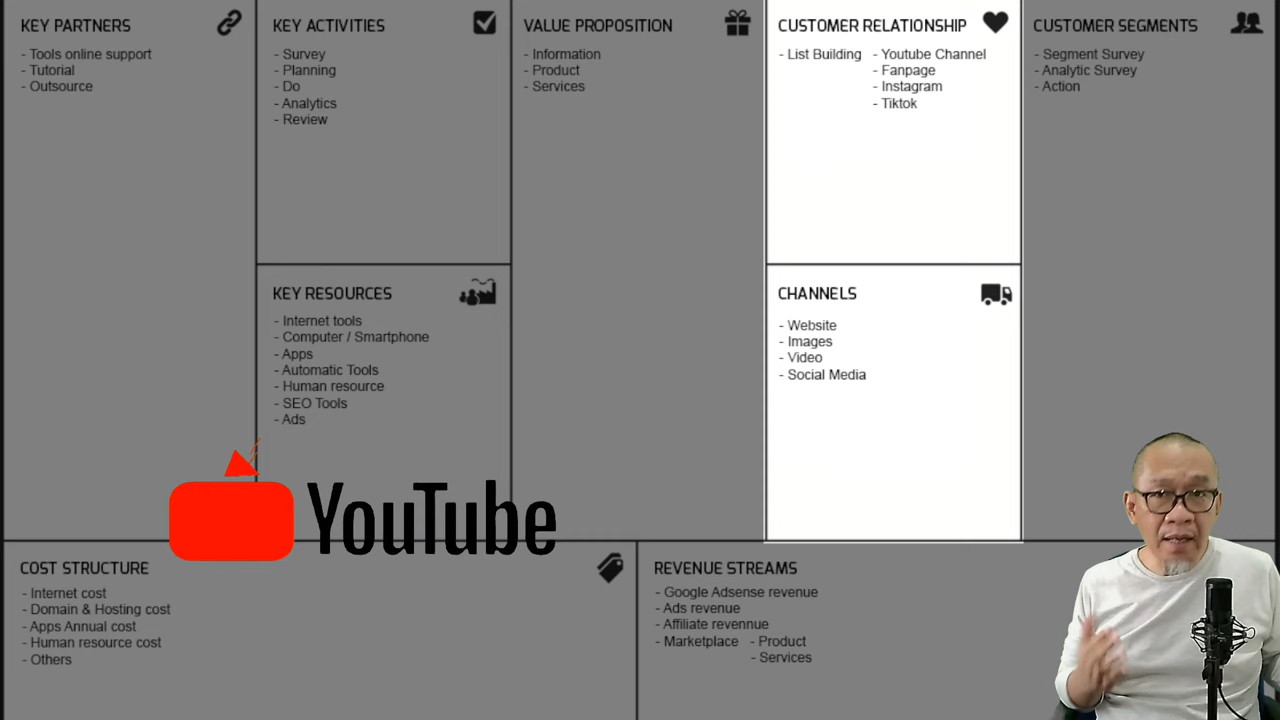 KEY PARTNERS
- Tools online support
- Tutorial
- Outsource
KEY ACTIVITIES
- Survey
- Planning
- Do
- Analytics
- Review
VALUE PROPOSITION
- Information
- Product
- Services
CUSTOMER RELATIONSHIP
- List Building - Youtube Channel
- Fanpage
- Instagram
- Tiktok
CUSTOMER SEGMENTS
- Segment Survey
- Analytic Survey
- Action
KEY RESOURCES
- Internet tools
- Computer / Smartphone
- Apps
- Automatic Tools
- Human resource
- SEO Tools
- Ads
CHANNELS
- Website
- Images
- Video
- Social Media
YouTube
COST STRUCTURE
- Internet cost
- Domain & Hosting cost
- Apps Annual cost
- Human resource cost
- Others
REVENUE STREAMS
- Google Adsense revenue
- Ads revenue
- Affiliate revennue
- Marketplace - Product
- Services